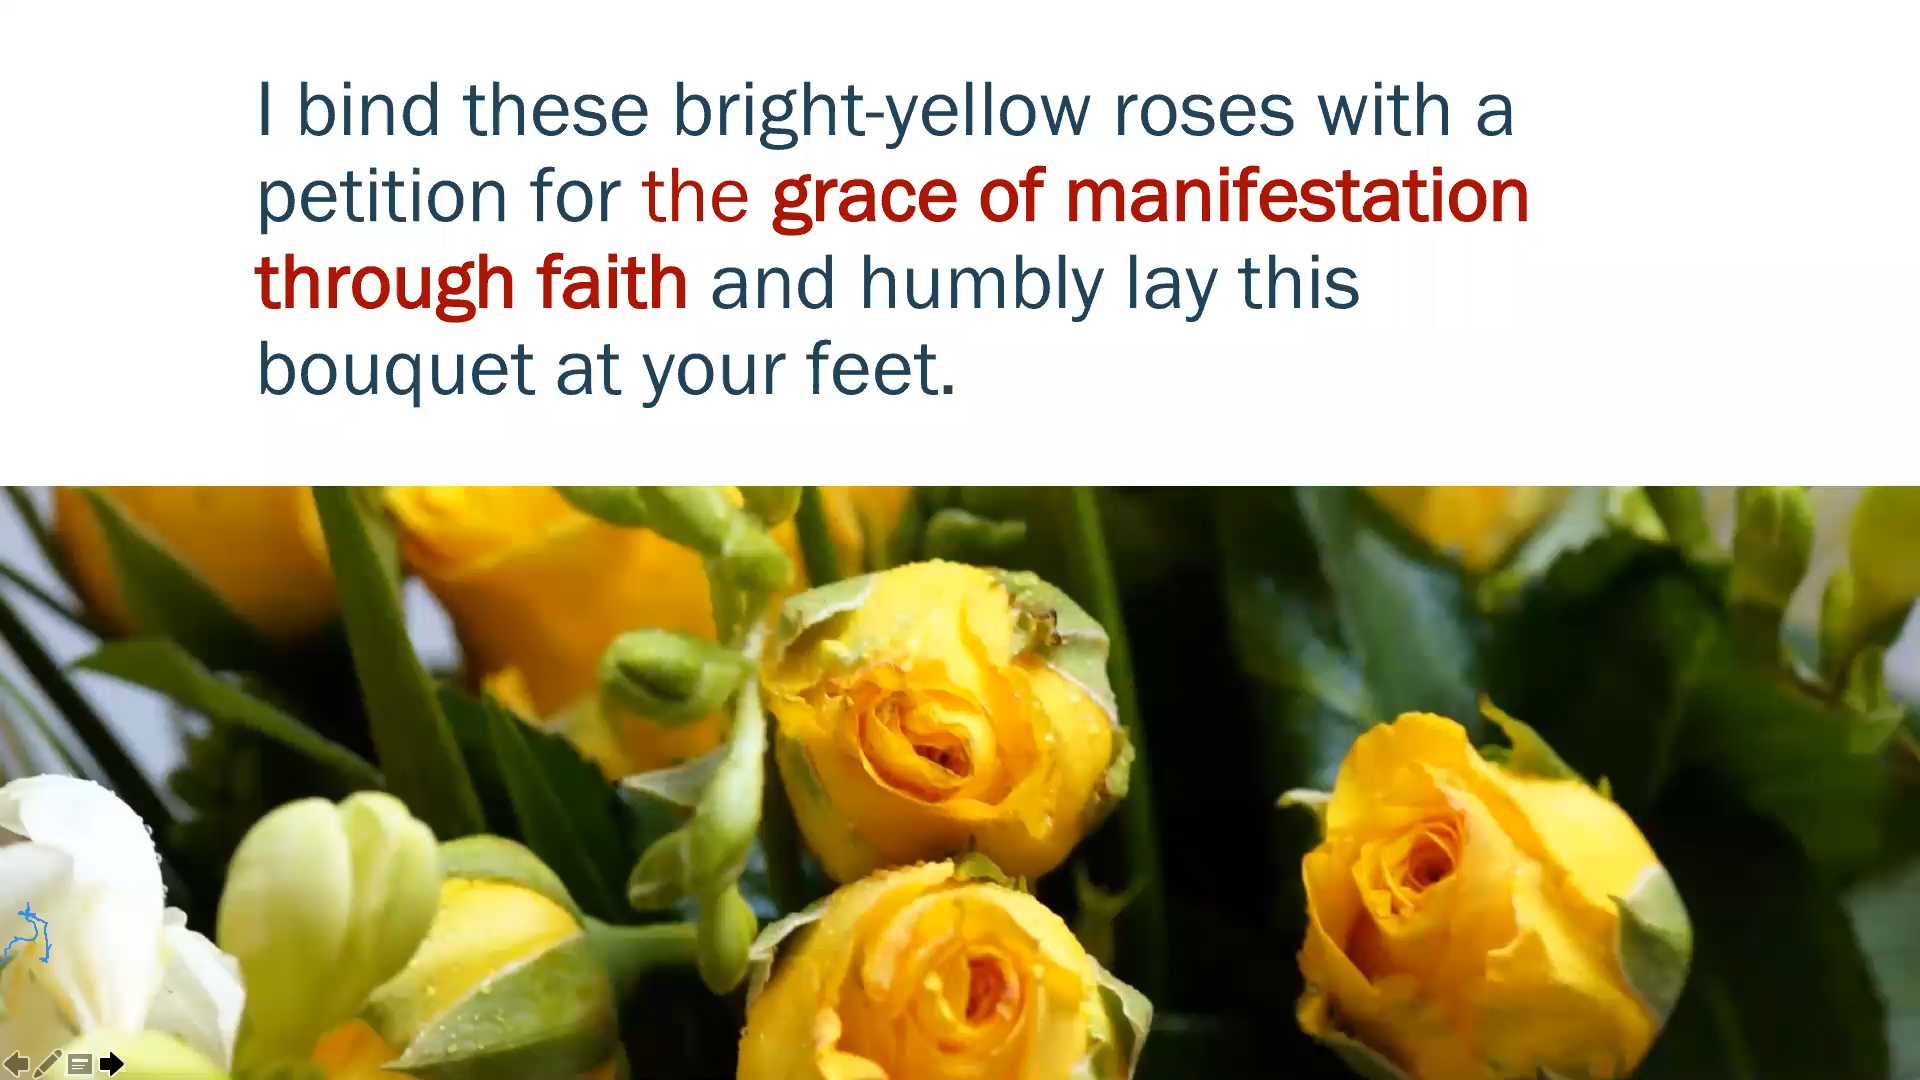 I bind these bright-yellow roses with a
petition for the grace of manifestation
through faith and humbly lay this
bouquet at your feet.